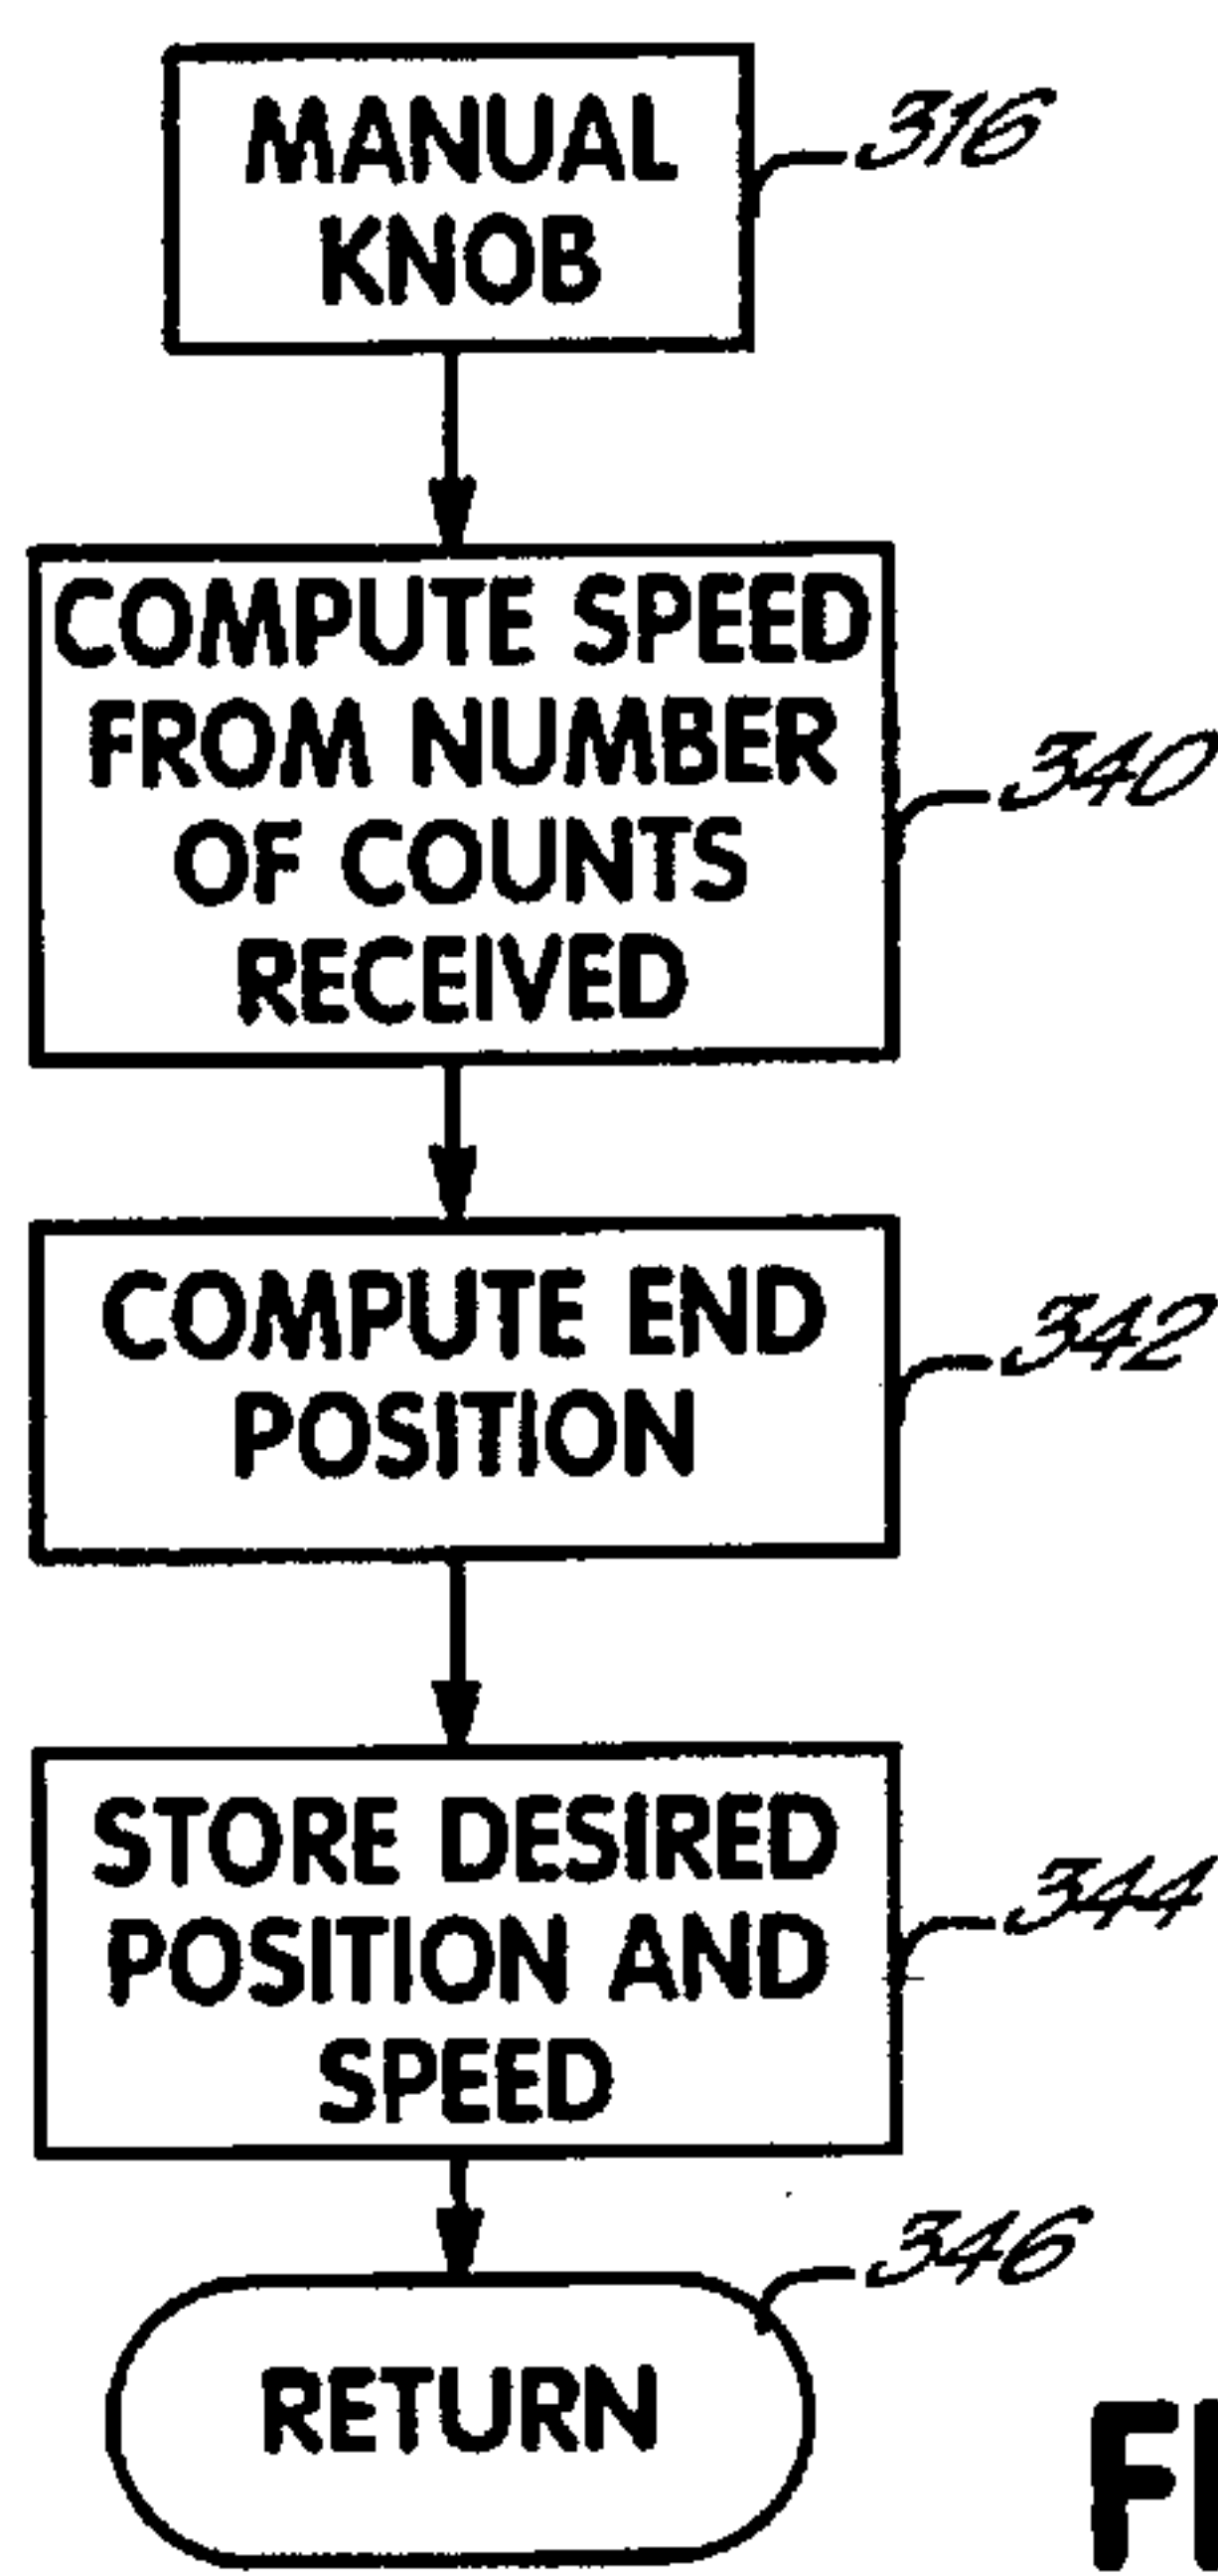 MANUAL
KNOB
316
COMPUTE SPEED
FROM NUMBER
OF COUNTS
RECEIVED
340
COMPUTE END
POSITION
342
STORE DESIRED
POSITION AND
SPEED
344
346
RETURN